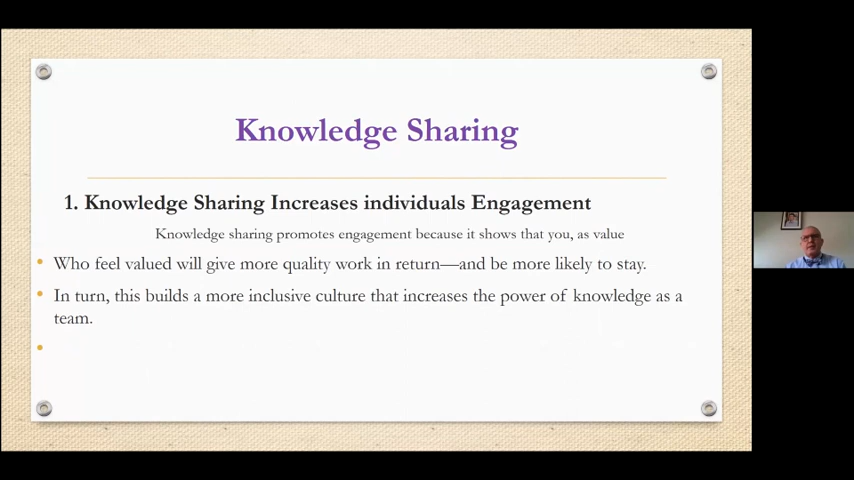 Knowledge Sharing
1. Knowledge Sharing Increases individuals Engagement
Knowledge sharing promotes engagement because it shows that you, as value
Who feel valued will give more quality work in return—and be more likely to stay.
In turn, this builds a more inclusive culture that increases the power of knowledge as a
team.